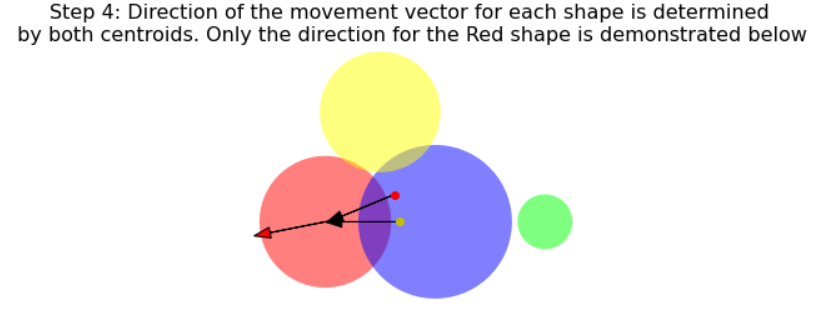 Step 4: Direction of the movement vector for each shape is determined
by both centroids. Only the direction for the Red shape is demonstrated below